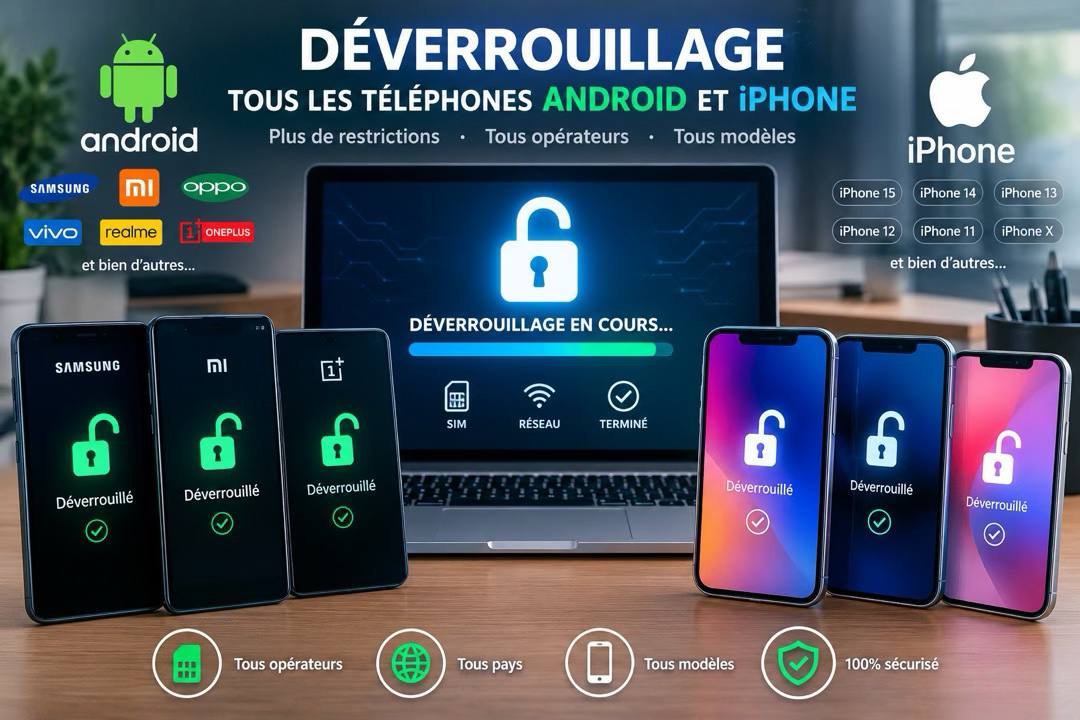 DÉVERROUILLAGE
TOUS LES TÉLÉPHONES ANDROID ET iPHONE
Plus de restrictions · Tous opérateurs · Tous modèles
android
SAMSUNG
mi
oppo
vivo
realme
1+ ONEPLUS
et bien d'autres...
iPhone
iPhone 15
iPhone 14
iPhone 13
iPhone 12
iPhone 11
iPhone X
et bien d'autres...
DÉVERROUILLAGE EN COURS...
SIM
RÉSEAU
TERMINÉ
SAMSUNG
Déverrouillé
mi
Déverrouillé
1+
Déverrouillé
Déverrouillé
Déverrouillé
Déverrouillé
Tous opérateurs
Tous pays
Tous modèles
100% sécurisé